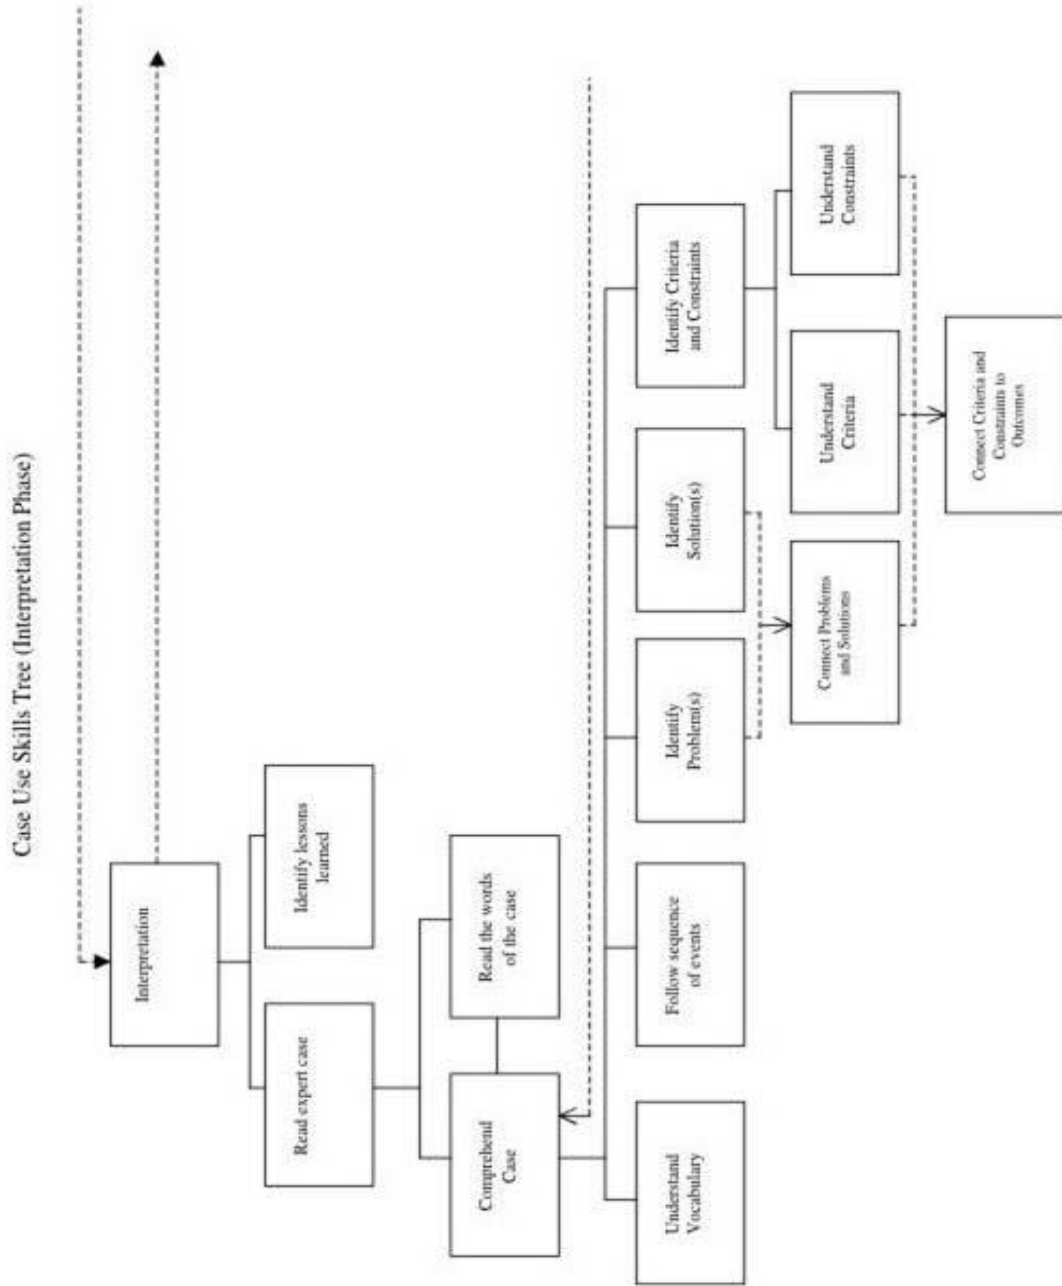 Case Use Skills Tree (Interpretation Phase)
Interpretation
Read expert case
Identify lessons
learned
Comprehend
Case
Read the words
of the case
Understand
Vocabulary
Follow sequence
of events
Identify
Problem(s)
Identify
Solution(s)
Identify Criteria
and Constraints
Connect Problems
and Solutions
Understand
Criteria
Understand
Constraints
Connect Criteria and
Constraints to
Outcomes